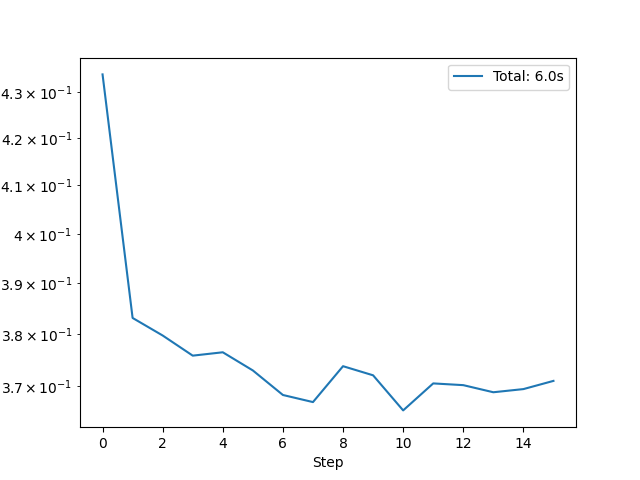 Total: 6.0s
4.3 × 10⁻¹
4.2 × 10⁻¹
4.1 × 10⁻¹
4 × 10⁻¹
3.9 × 10⁻¹
3.8 × 10⁻¹
3.7 × 10⁻¹
0 2 4 6 8 10 12 14
Step